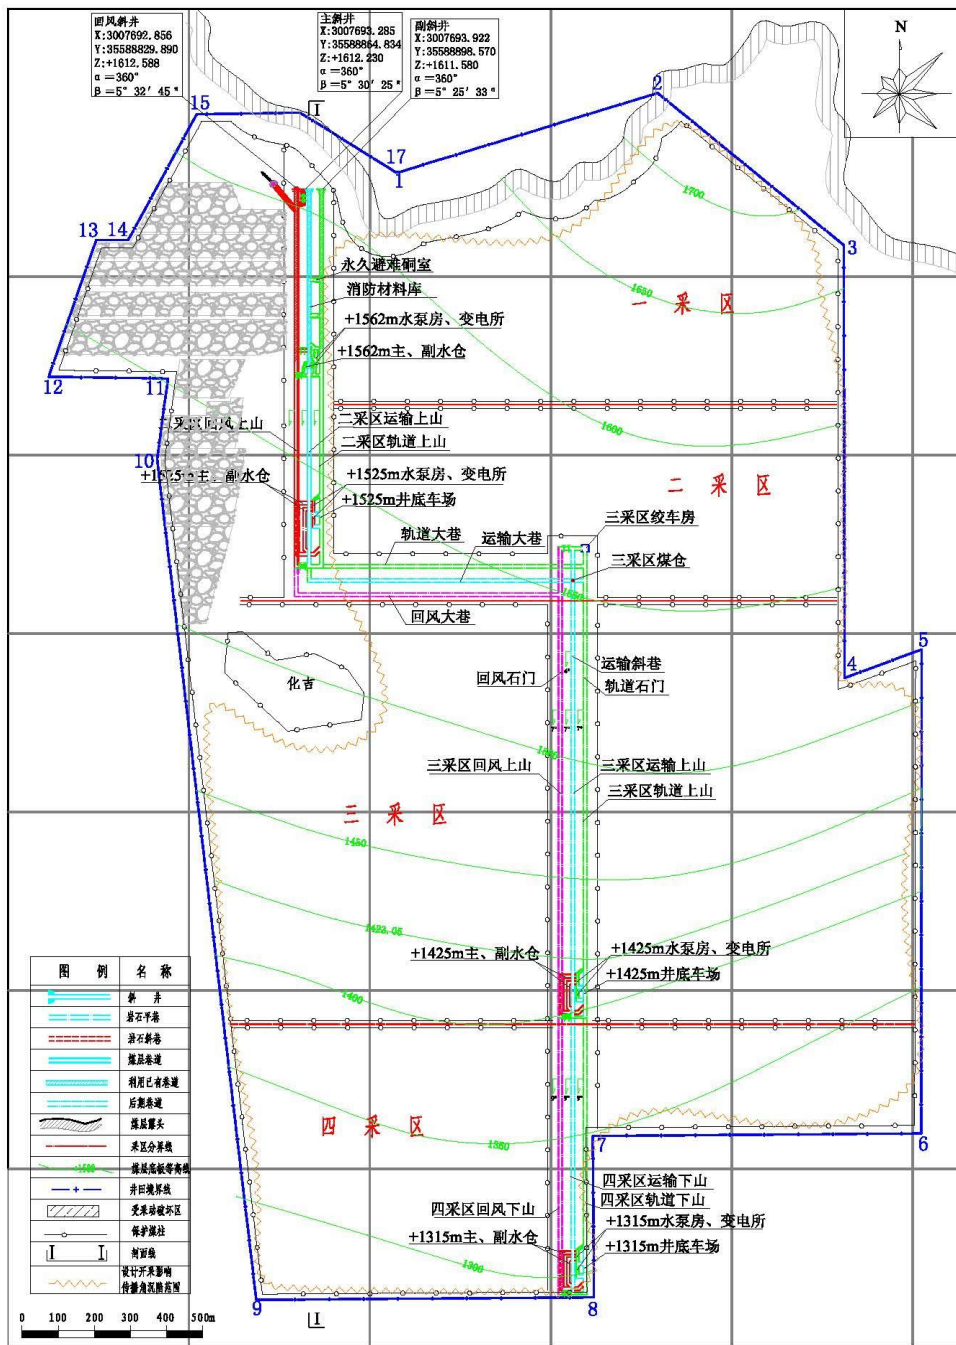 回风斜井
X:3007692.856
Y:35588829.890
Z:+1612.588
α=360°
β=5° 32′ 45″
主斜井
X:3007693.285
Y:35588864.834
Z:+1612.230
α=360°
β=5° 30′ 25″
副斜井
X:3007693.922
Y:35588898.570
Z:+1611.580
α=360°
β=5° 25′ 33″
N
I
15
2
17
1
1700
13
14
3
永久避难硐室
消防材料库
1650
一 采 区
+1562m水泵房、变电所
+1562m主、副水仓
12
11
二采区回风上山
二采区运输上山
1600
二采区轨道上山
10
+1525m主、副水仓
+1525m水泵房、变电所
二 采 区
+1525m井底车场
三采区绞车房
轨道大巷
运输大巷
三采区煤仓
1550
回风大巷
5
4
运输斜巷
回风石门
轨道石门
化吉
三采区回风上山
三采区运输上山
三采区轨道上山
三 采 区
1450
1423.05
+1425m主、副水仓
+1425m水泵房、变电所
+1425m井底车场
1400
四 采 区
1350
7
6
四采区运输下山
四采区轨道下山
四采区回风下山
+1315m水泵房、变电所
+1315m主、副水仓
+1315m井底车场
1300
9
8
I
图 例
名 称
斜 井
岩石平巷
岩石斜巷
煤层巷道
利用已有巷道
后期巷道
煤层露头
采区分界线
煤层底板等高线
井田境界线
受采动破坏区
保护煤柱
I I
剖面线
设计开采影响
0 100 200 300 400 500m